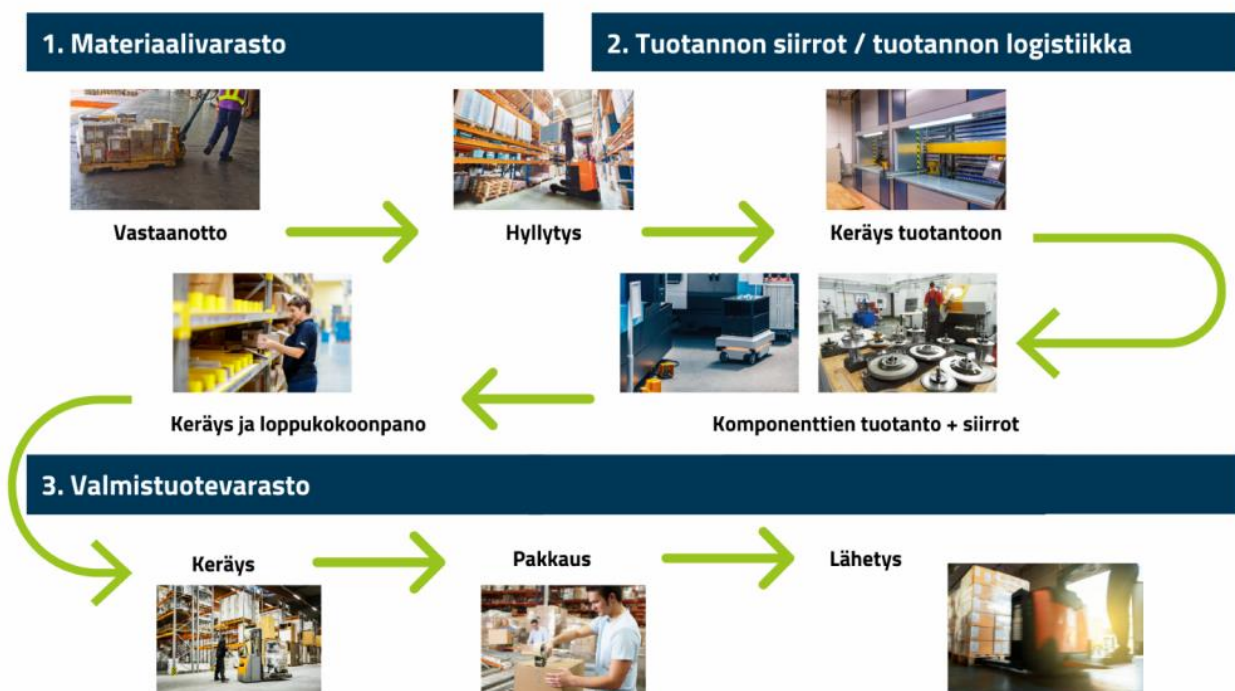 1. Materiaalivarasto
2. Tuotannon siirrot / tuotannon logistiikka
Vastaanotto
Hyllytys
Keräys tuotantoon
Keräys ja loppukokoonpano
Komponenttien tuotanto + siirrot
3. Valmistuotevarasto
Keräys
Pakkaus
Lähetys